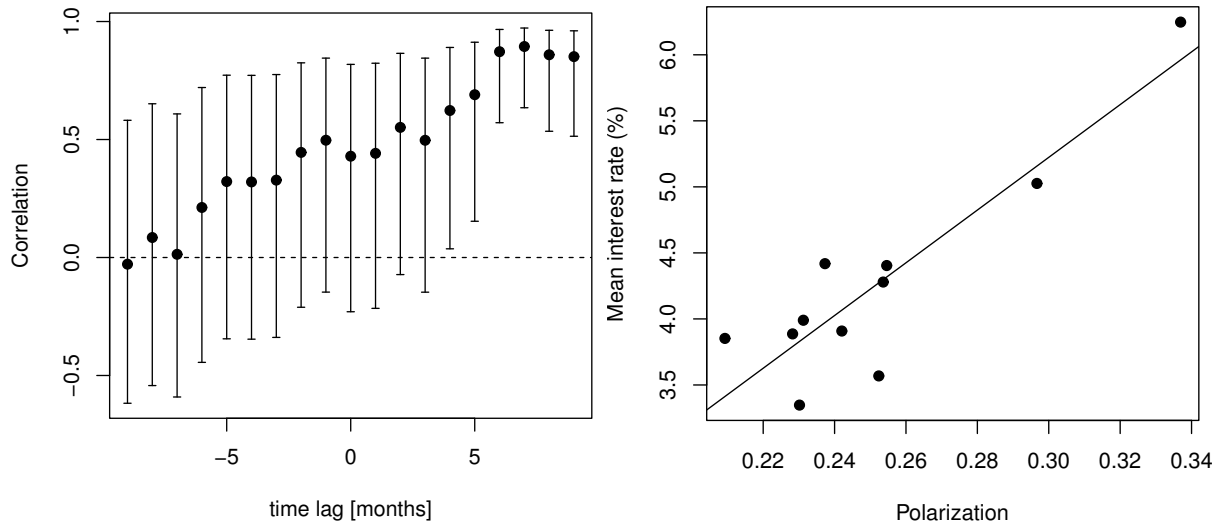 1.0
0.5
0.0
−0.5
Correlation
−5 0 5
time lag [months]
6.0
5.5
5.0
4.5
4.0
3.5
Mean interest rate (%)
0.22 0.24 0.26 0.28 0.30 0.32 0.34
Polarization